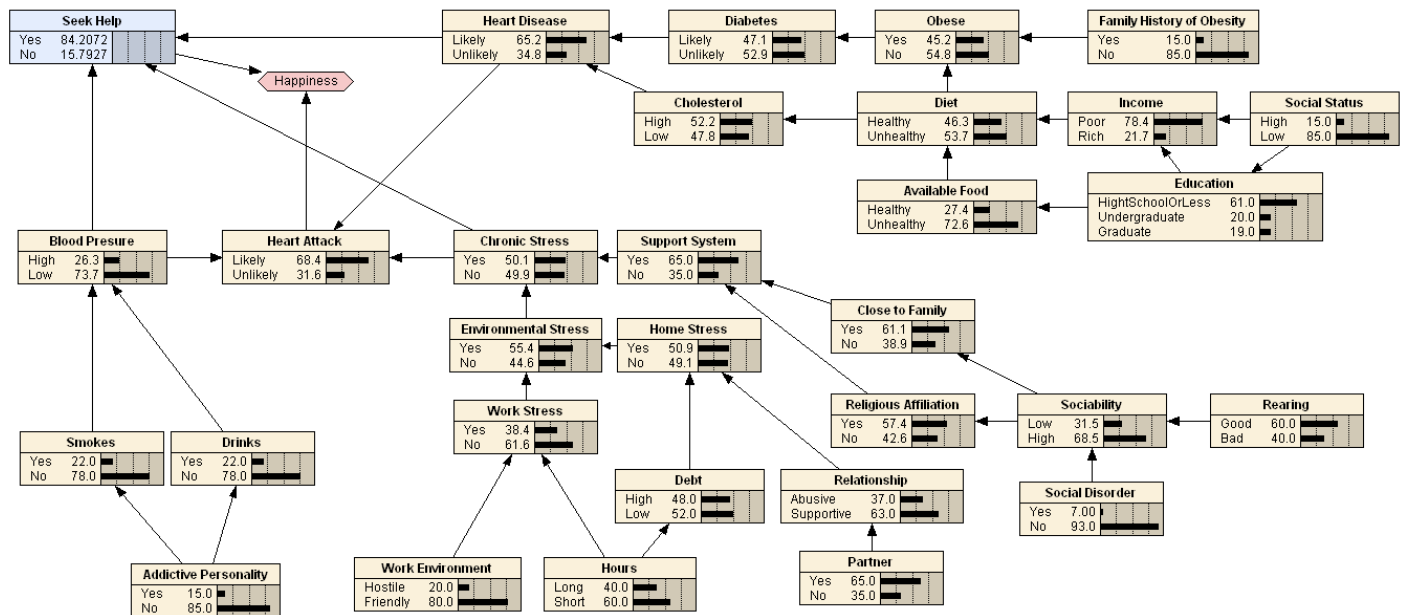 Seek Help
Yes 84.2072
No 15.7927
Heart Disease
Likely 65.2
Unlikely 34.8
Diabetes
Likely 47.1
Unlikely 52.9
Obese
Yes 45.2
No 54.8
Family History of Obesity
Yes 15.0
No 85.0
Happiness
Cholesterol
High 52.2
Low 47.8
Diet
Healthy 46.3
Unhealthy 53.7
Income
Poor 78.4
Rich 21.7
Social Status
High 15.0
Low 85.0
Available Food
Healthy 27.4
Unhealthy 72.6
Education
HightSchoolOrLess 61.0
Undergraduate 20.0
Graduate 19.0
Blood Presure
High 26.3
Low 73.7
Heart Attack
Likely 68.4
Unlikely 31.6
Chronic Stress
Yes 50.1
No 49.9
Support System
Yes 65.0
No 35.0
Close to Family
Yes 61.1
No 38.9
Environmental Stress
Yes 55.4
No 44.6
Home Stress
Yes 50.9
No 49.1
Work Stress
Yes 38.4
No 61.6
Religious Affiliation
Yes 57.4
No 42.6
Sociability
Low 31.5
High 68.5
Rearing
Good 60.0
Bad 40.0
Smokes
Yes 22.0
No 78.0
Drinks
Yes 22.0
No 78.0
Debt
High 48.0
Low 52.0
Relationship
Abusive 37.0
Supportive 63.0
Social Disorder
Yes 7.00
No 93.0
Addictive Personality
Yes 15.0
No 85.0
Work Environment
Hostile 20.0
Friendly 80.0
Hours
Long 40.0
Short 60.0
Partner
Yes 65.0
No 35.0